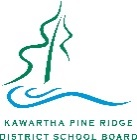 KAWARTHA PINE RIDGE
DISTRICT SCHOOL BOARD